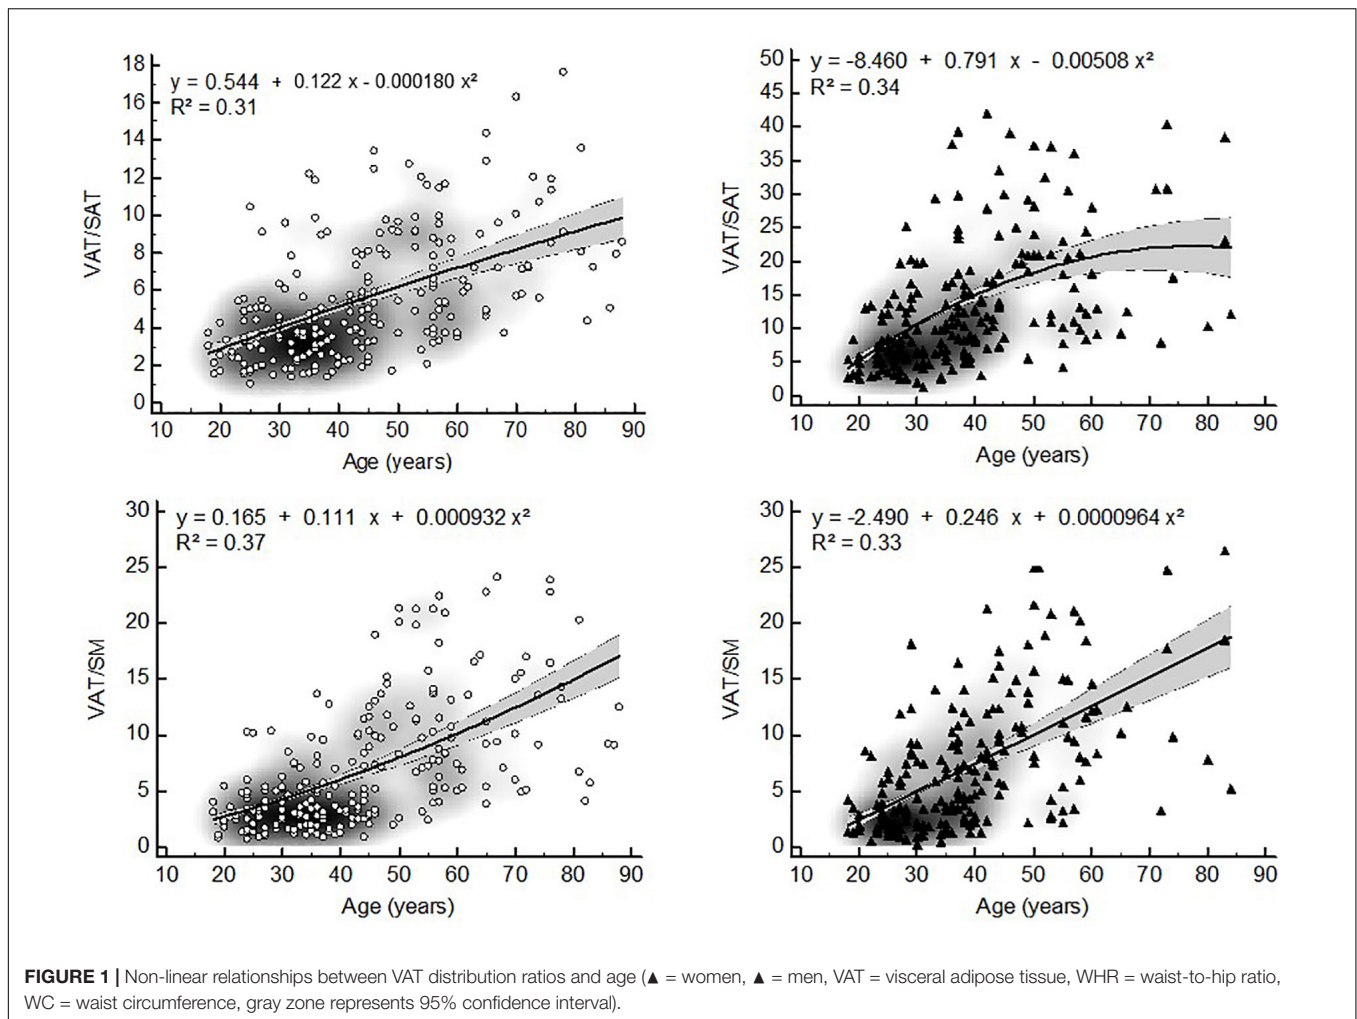 y = 0.544 + 0.122 x - 0.000180 x²
R² = 0.31
18
16
14
12
10
8
6
4
2
0
VAT/SAT
10 20 30 40 50 60 70 80 90
Age (years)
y = -8.460 + 0.791 x - 0.00508 x²
R² = 0.34
50
45
40
35
30
25
20
15
10
5
0
VAT/SAT
10 20 30 40 50 60 70 80 90
Age (years)
y = 0.165 + 0.111 x + 0.000932 x²
R² = 0.37
30
25
20
15
10
5
0
VAT/SM
10 20 30 40 50 60 70 80 90
Age (years)
y = -2.490 + 0.246 x + 0.0000964 x²
R² = 0.33
30
25
20
15
10
5
0
VAT/SM
10 20 30 40 50 60 70 80 90
Age (years)
FIGURE 1 | Non-linear relationships between VAT distribution ratios and age (▲ = women, ▲ = men, VAT = visceral adipose tissue, WHR = waist-to-hip ratio,
WC = waist circumference, gray zone represents 95% confidence interval).